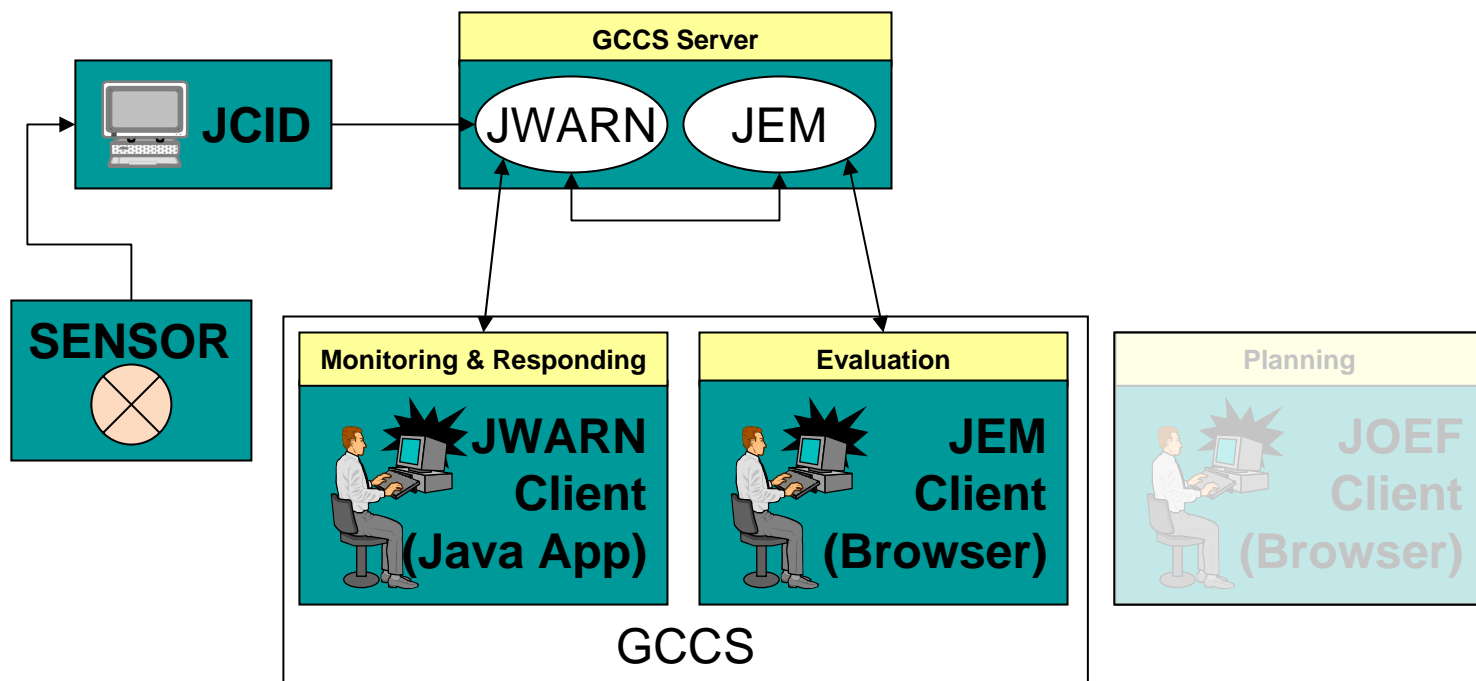 GCCS Server
JCID
JWARN
JEM
SENSOR
Monitoring & Responding
JWARN
Client
(Java App)
Evaluation
JEM
Client
(Browser)
Planning
JOEF
Client
(Browser)
GCCS